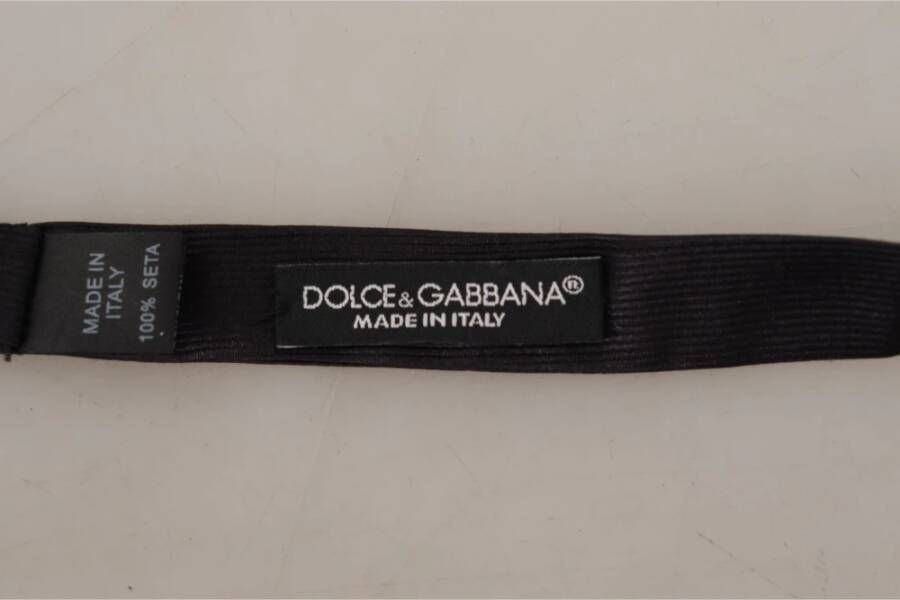 MADE IN
ITALY
100% SETA
DOLCE & GABBANA®
MADE IN ITALY